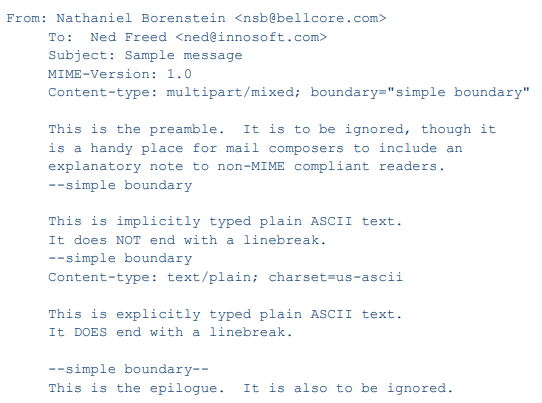 From: Nathaniel Borenstein <nsb@bellcore.com>
To:  Ned Freed <ned@innosoft.com>
Subject: Sample message
MIME-Version: 1.0
Content-type: multipart/mixed; boundary="simple boundary"

This is the preamble.  It is to be ignored, though it
is a handy place for mail composers to include an
explanatory note to non-MIME compliant readers.
--simple boundary

This is implicitly typed plain ASCII text.
It does NOT end with a linebreak.
--simple boundary
Content-type: text/plain; charset=us-ascii

This is explicitly typed plain ASCII text.
It DOES end with a linebreak.

--simple boundary--
This is the epilogue.  It is also to be ignored.